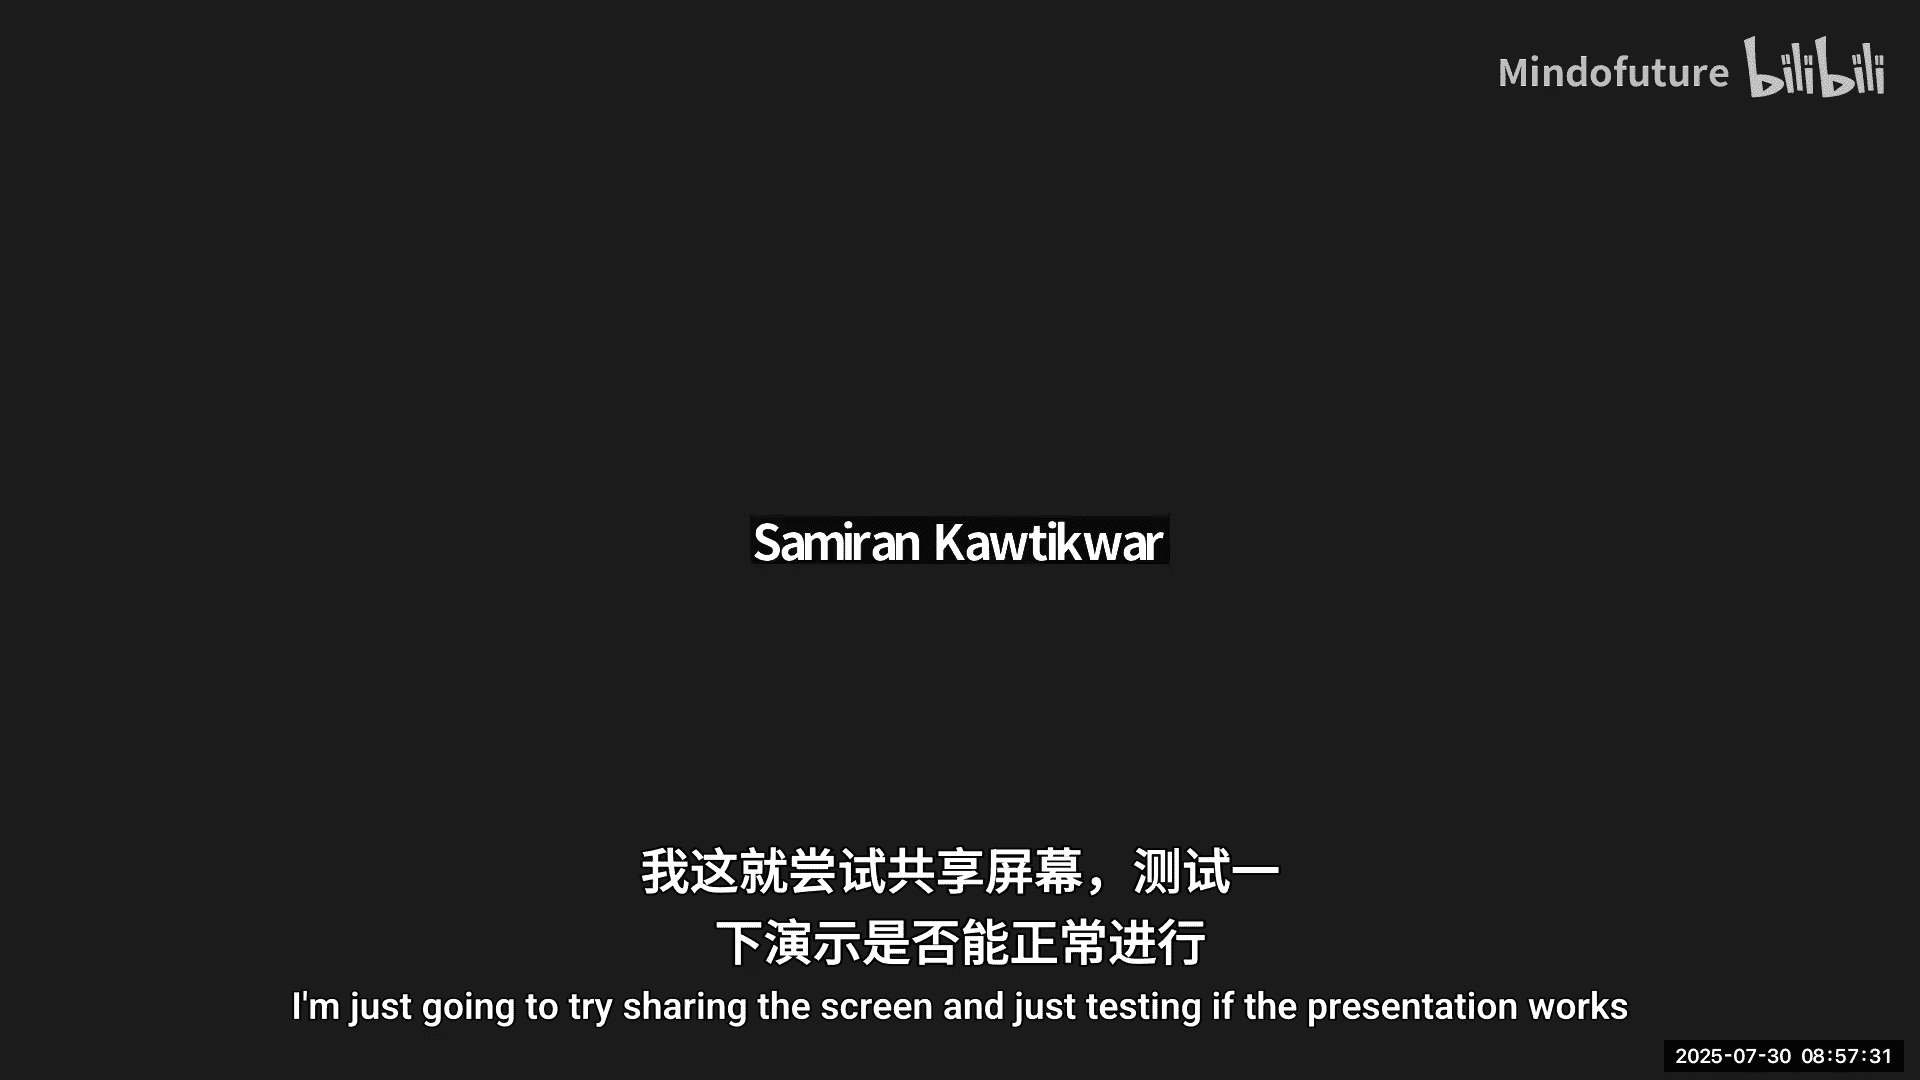 Mindofuture bilibili
Samiran Kawtikwar
我这就尝试共享屏幕，测试一
下演示是否能正常进行
I'm just going to try sharing the screen and just testing if the presentation works
2025-07-30 08:57:31